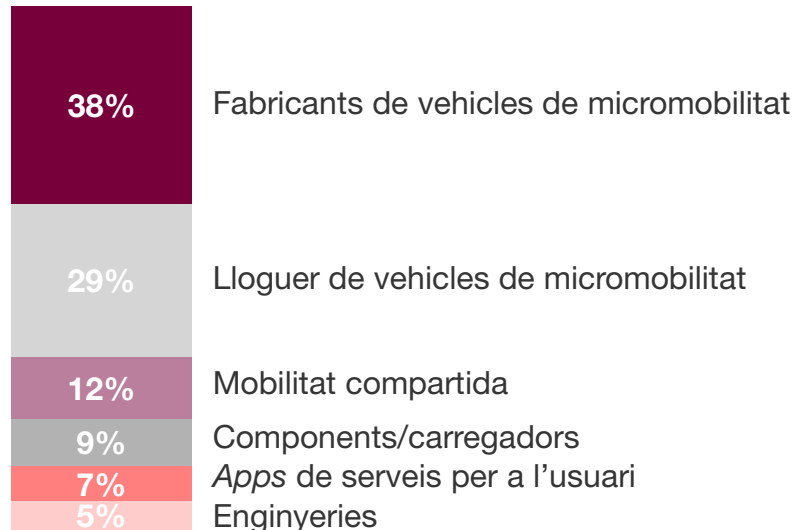 38% Fabricants de vehicles de micromobilitat
29% Lloguer de vehicles de micromobilitat
12% Mobilitat compartida
9% Components/carregadors
7% Apps de serveis per a l’usuari
5% Enginyeries